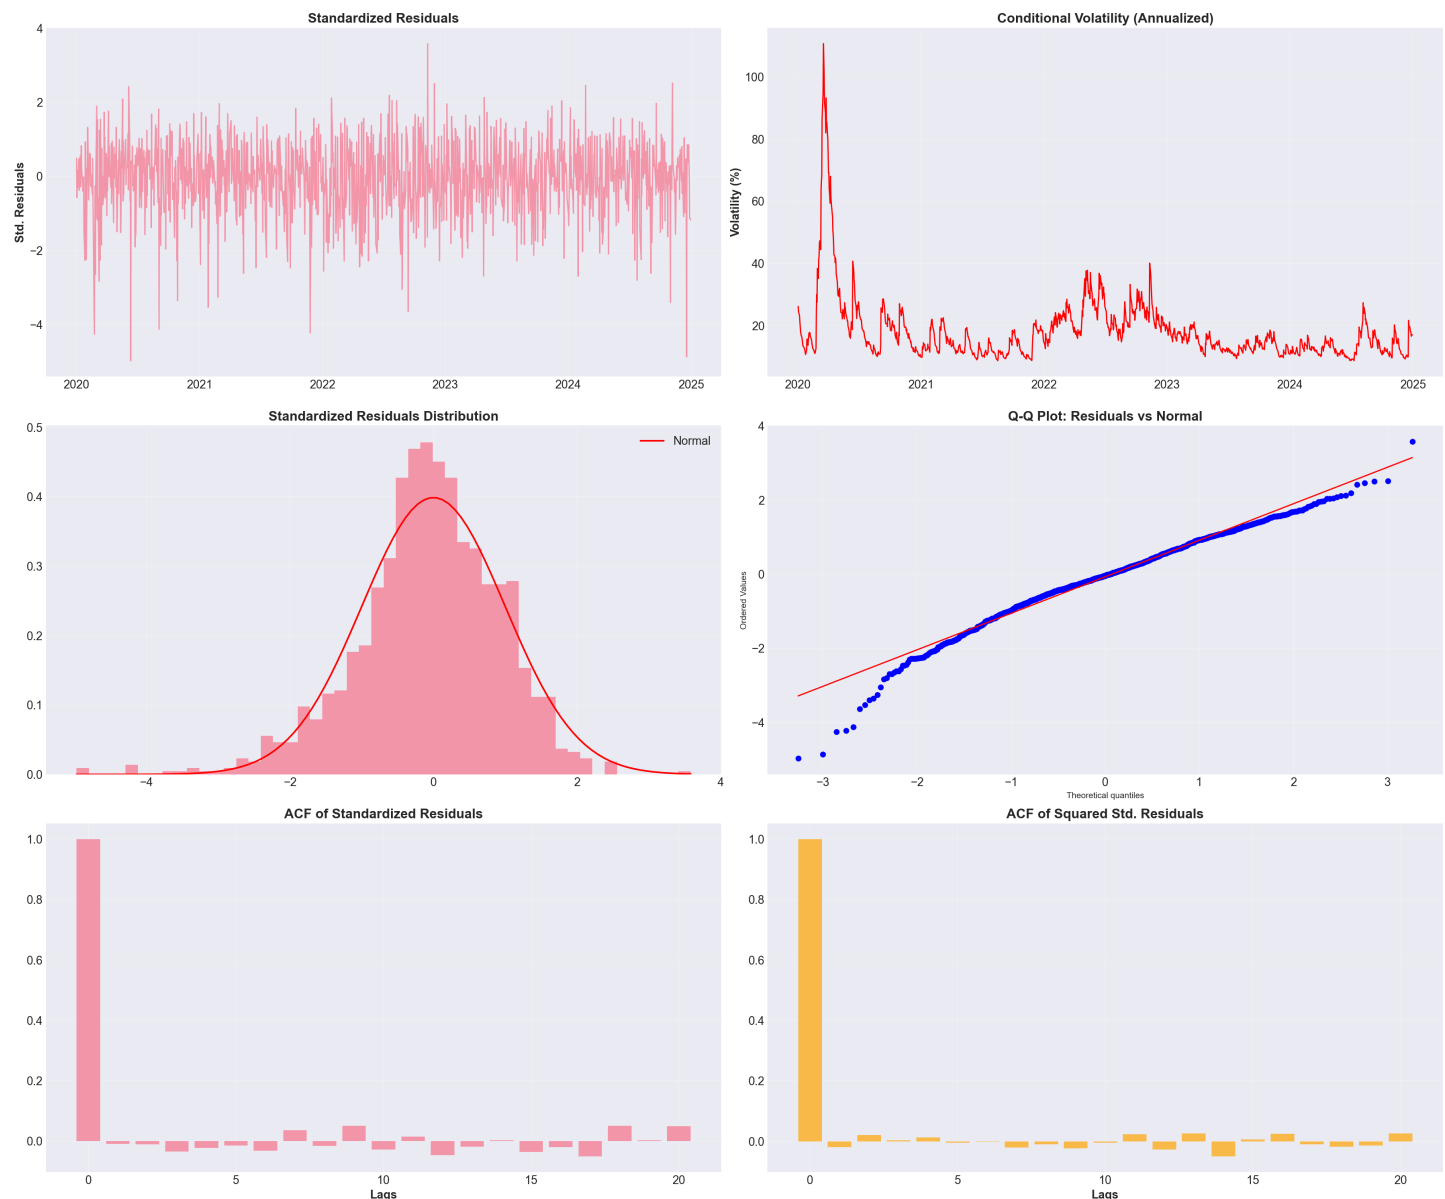 Standardized Residuals
Std. Residuals
4
2
0
−2
−4
2020 2021 2022 2023 2024 2025
Conditional Volatility (Annualized)
Volatility (%)
100
80
60
40
20
2020 2021 2022 2023 2024 2025
Standardized Residuals Distribution
Normal
0.5
0.4
0.3
0.2
0.1
0.0
−4 −2 0 2 4
Q-Q Plot: Residuals vs Normal
Ordered Values
4
2
0
−2
−4
−3 −2 −1 0 1 2 3
Theoretical quantiles
ACF of Standardized Residuals
1.0
0.8
0.6
0.4
0.2
0.0
0 5 10 15 20
Lags
ACF of Squared Std. Residuals
1.0
0.8
0.6
0.4
0.2
0.0
0 5 10 15 20
Lags